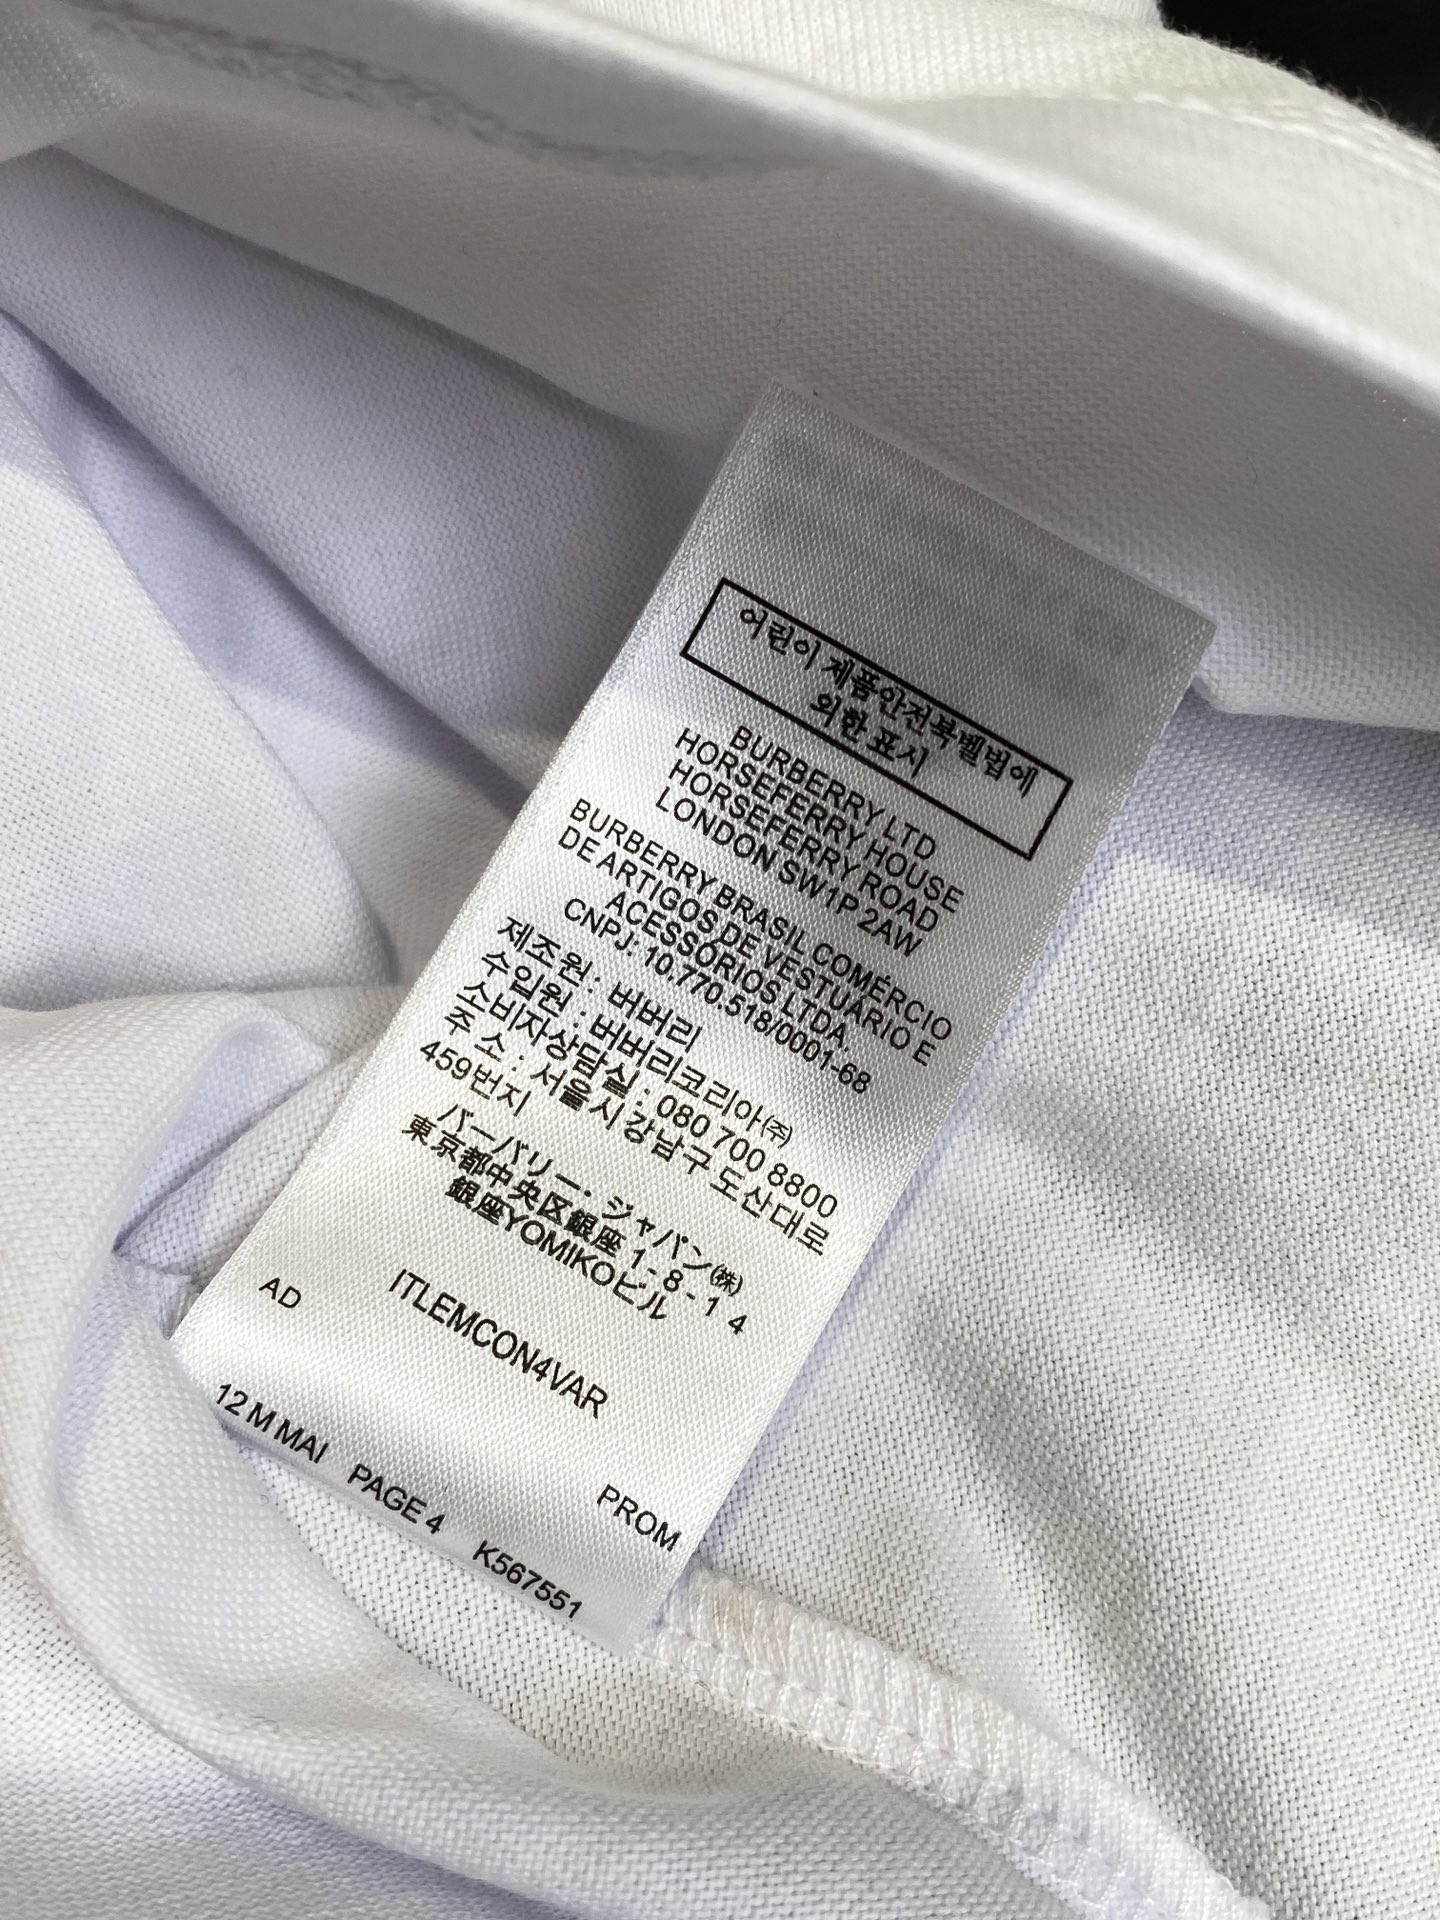 어린이 제품안전특별법에
의한 표시
BURBERRY LTD
HORSEFERRY HOUSE
HORSEFERRY ROAD
LONDON SW1P 2AW
BURBERRY BRASIL COMÉRCIO
DE ARTIGOS DE VESTUÁRIO E
ACESSÓRIOS LTDA,
CNPJ: 10.770.518/0001-68
제조원: 버버리
수입원: 버버리코리아㈜
소비자상담실: 080 700 8800
주 소: 서울시강남구 도산대로
459번지
バーバリー・ジャパン㈱
東京都中央区銀座 1-8-14
銀座YOMIKOビル
ITLEMCON4VAR
AD PROM
12 M MAI PAGE 4 K567551